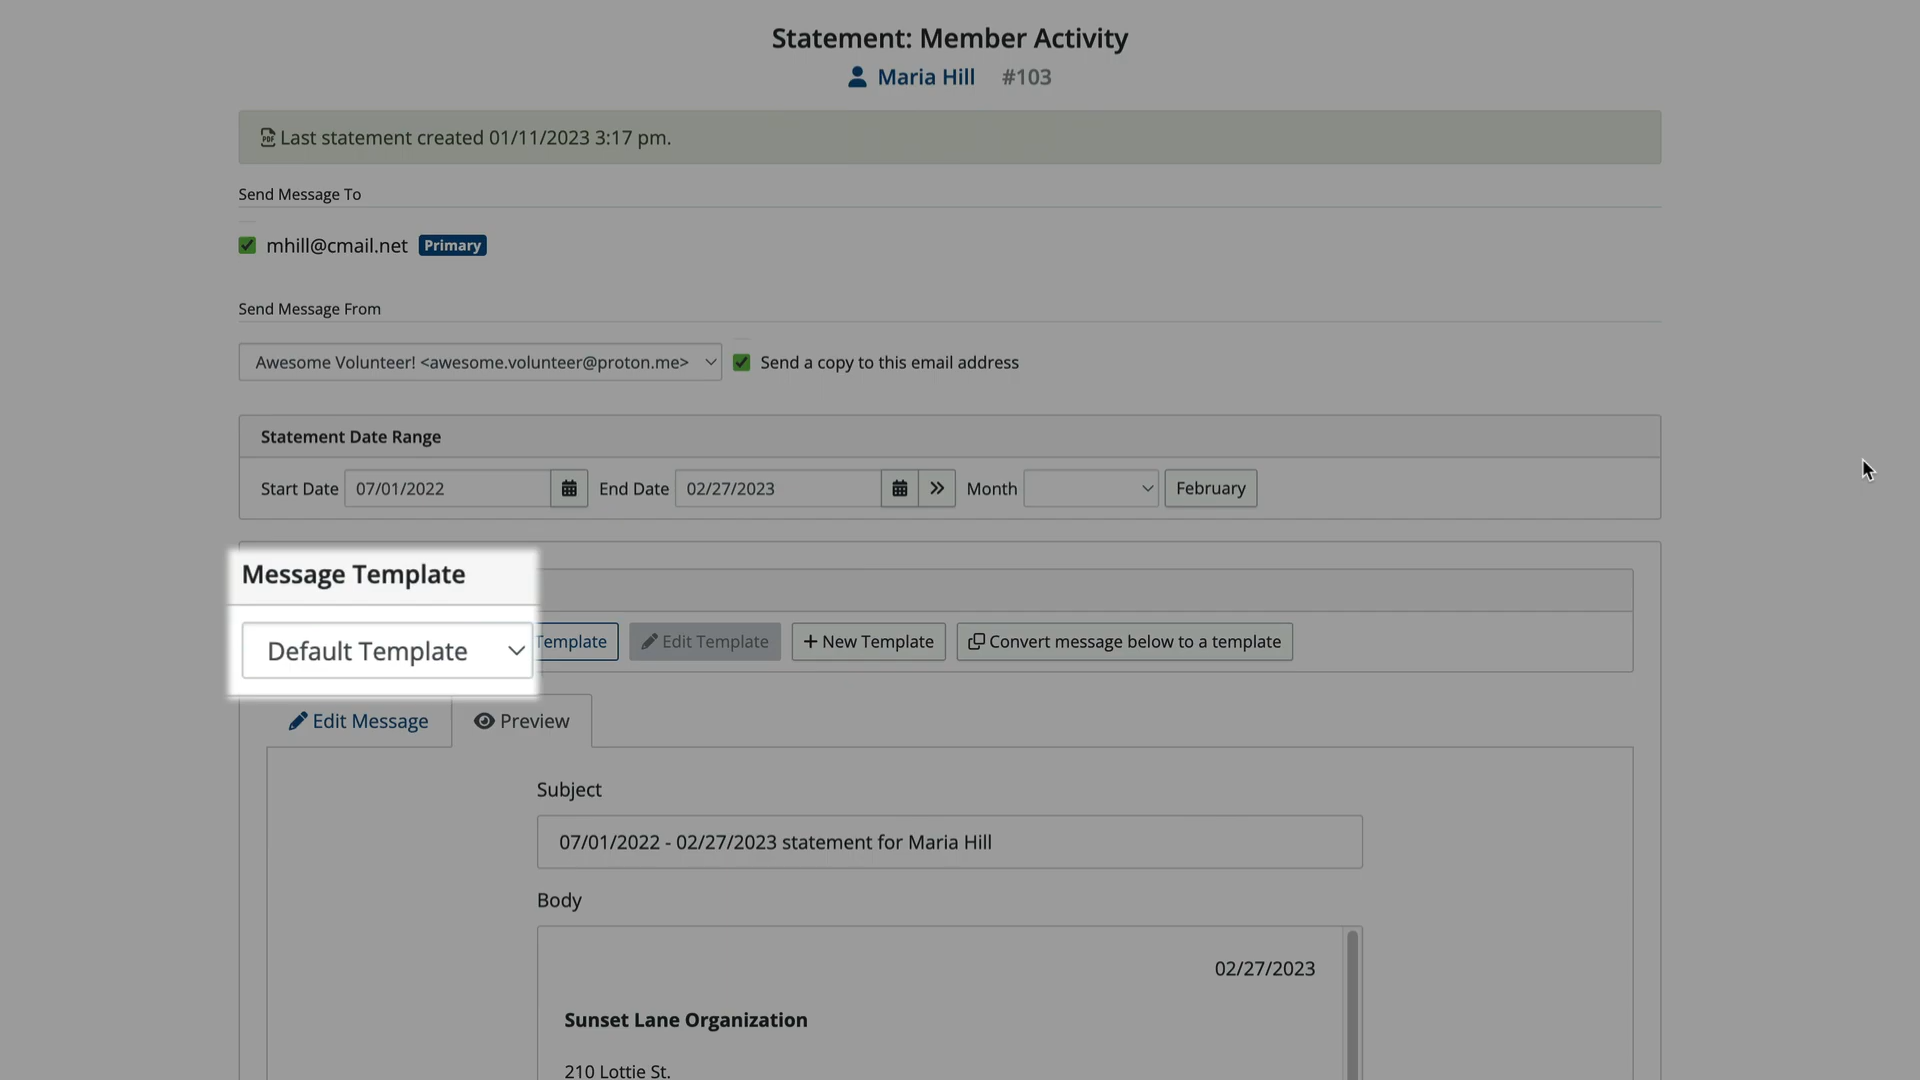 Statement: Member Activity
Maria Hill #103
PDF Last statement created 01/11/2023 3:17 pm.
Send Message To
mhill@cmail.net Primary
Send Message From
Awesome Volunteer! <awesome.volunteer@proton.me> Send a copy to this email address
Statement Date Range
Start Date 07/01/2022 End Date 02/27/2023 Month February
Message Template
Default Template Template Edit Template + New Template Convert message below to a template
Edit Message Preview
Subject
07/01/2022 - 02/27/2023 statement for Maria Hill
Body
02/27/2023
Sunset Lane Organization
210 Lottie St.